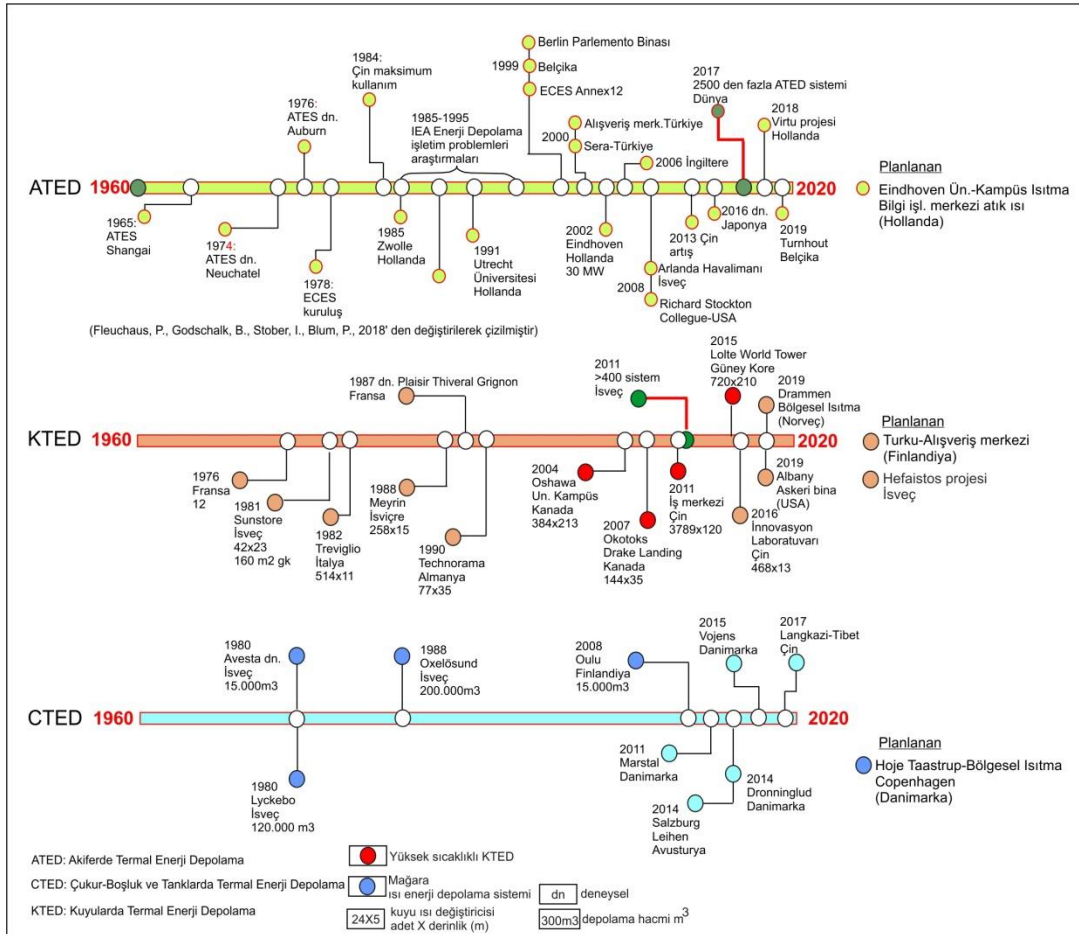 Berlin Parlemento Binası
1999
Belçika
ECES Annex12
1984:
Çin maksimum
kullanım
1976:
ATES dn.
Auburn
1985-1995
IEA Enerji Depolama
işletim problemleri
araştırmaları
Alışveriş merk.Türkiye
2000
Sera-Türkiye
2006 İngiltere
2017
2500 den fazla ATED sistemi
Dünya
2018
Virtu projesi
Hollanda
ATED
1960
2020
Planlanan
Eindhoven Ün.-Kampüs Isıtma
Bilgi işl. merkezi atık ısı
(Hollanda)
1965:
ATES
Shangai
1974:
ATES dn.
Neuchatel
1978:
ECES
kuruluş
1985
Zwolle
Hollanda
1991
Utrecht
Üniversitesi
Hollanda
2002
Eindhoven
Hollanda
30 MW
2008
Arlanda Havalimanı
İsveç
Richard Stockton
Collegue-USA
2013 Çin
artış
2016 dn.
Japonya
2019
Turnhout
Belçika
(Fleuchaus, P., Godschalk, B., Stober, I., Blum, P., 2018' den değiştirilerek çizilmiştir)
1987 dn. Plaisir Thiveral Grignon
Fransa
2011
>400 sistem
İsveç
2015
Lolte World Tower
Güney Kore
720x210
2019
Drammen
Bölgesel Isıtma
(Norveç)
KTED
1960
2020
Planlanan
Turku-Alışveriş merkezi
(Finlandiya)
Hefaistos projesi
İsveç
1976
Fransa
12
1981
Sunstore
İsveç
42x23
160 m2 gk
1982
Treviglio
İtalya
514x11
1988
Meyrin
İsviçre
258x15
1990
Technorama
Almanya
77x35
2004
Oshawa
Un. Kampüs
Kanada
384x213
2007
Okotoks
Drake Landing
Kanada
144x35
2011
İş merkezi
Çin
3789x120
2016
İnnovasyon
Laboratuvarı
Çin
468x13
2019
Albany
Askeri bina
(USA)
1980
Avesta dn.
İsveç
15.000m3
1988
Oxelösund
İsveç
200.000m3
2008
Oulu
Finlandiya
15.000m3
2015
Vojens
Danimarka
2017
Langkazi-Tibet
Çin
CTED
1960
2020
Planlanan
Hoje Taastrup-Bölgesel Isıtma
Copenhagen
(Danimarka)
1980
Lyckebo
İsveç
120.000 m3
2011
Marstal
Danimarka
2014
Salzburg
Leihen
Avusturya
2014
Dronninglud
Danimarka
ATED: Akiferde Termal Enerji Depolama
CTED: Çukur-Boşluk ve Tanklarda Termal Enerji Depolama
KTED: Kuyularda Termal Enerji Depolama
Yüksek sıcaklıklı KTED
Mağara
ısı enerji depolama sistemi
24X5
kuyu ısı değiştiricisi
adet X derinlik (m)
dn
deneysel
300m3
depolama hacmi m3